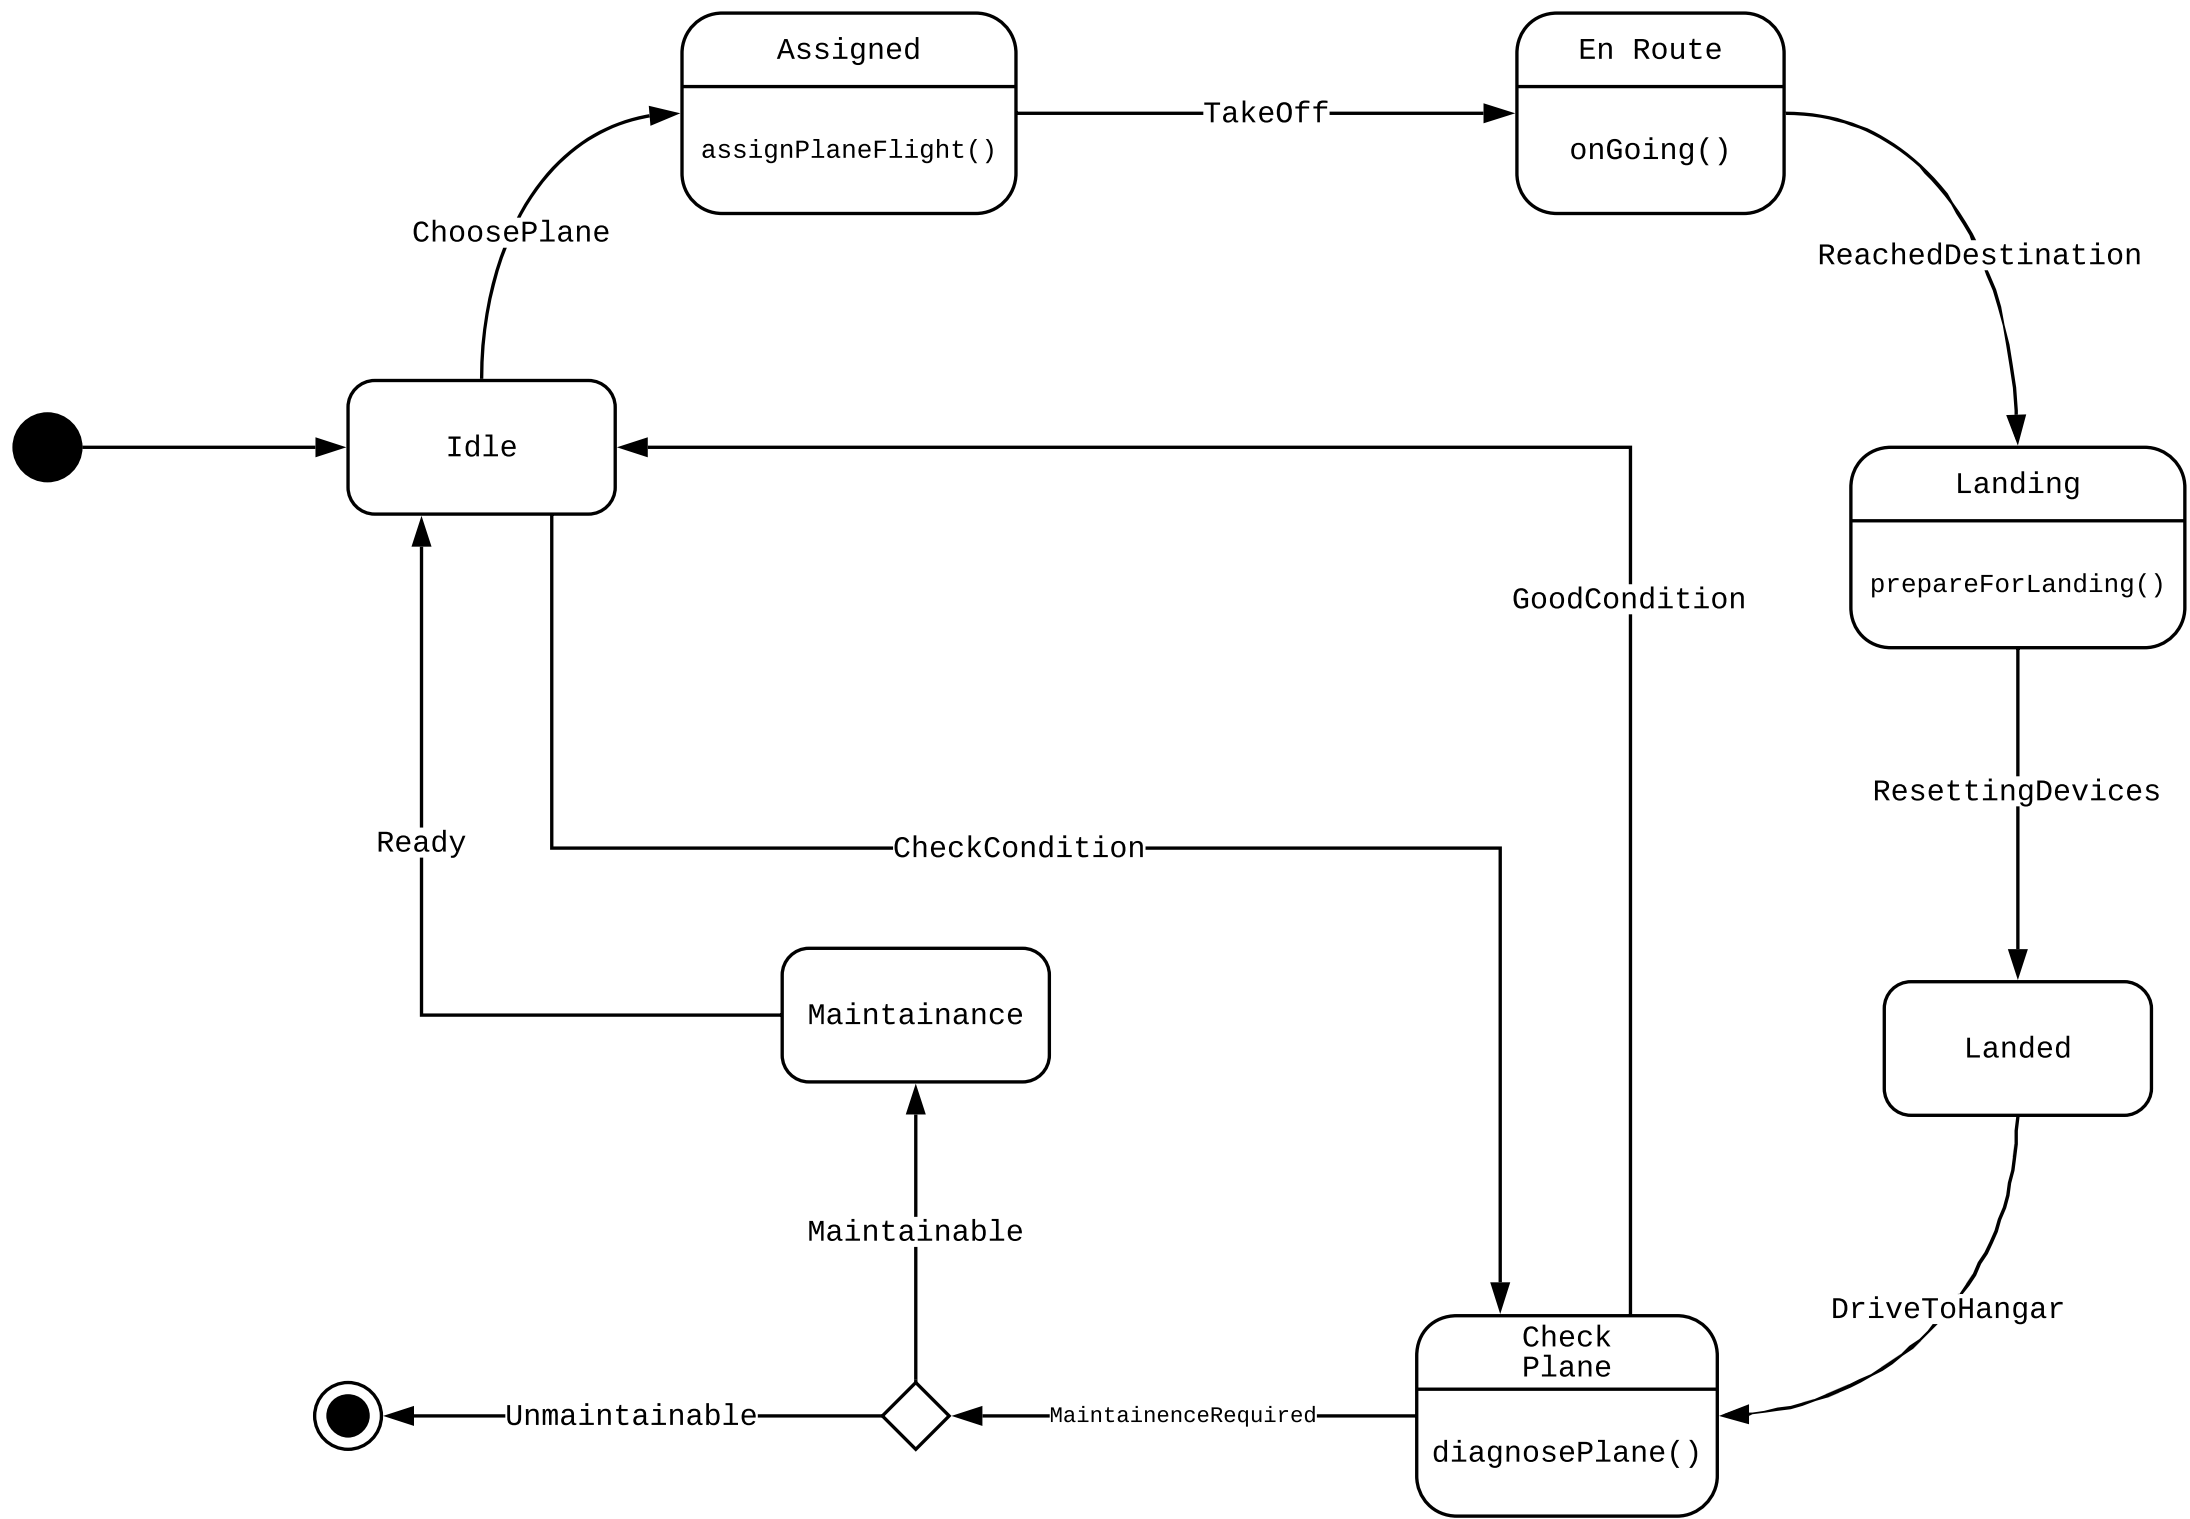 Assigned
assignPlaneFlight()
TakeOff
En Route
onGoing()
ChoosePlane
ReachedDestination
Idle
Landing
prepareForLanding()
GoodCondition
ResettingDevices
Ready
CheckCondition
Maintainance
Landed
Maintainable
DriveToHangar
Check
Plane
diagnosePlane()
MaintainenceRequired
Unmaintainable